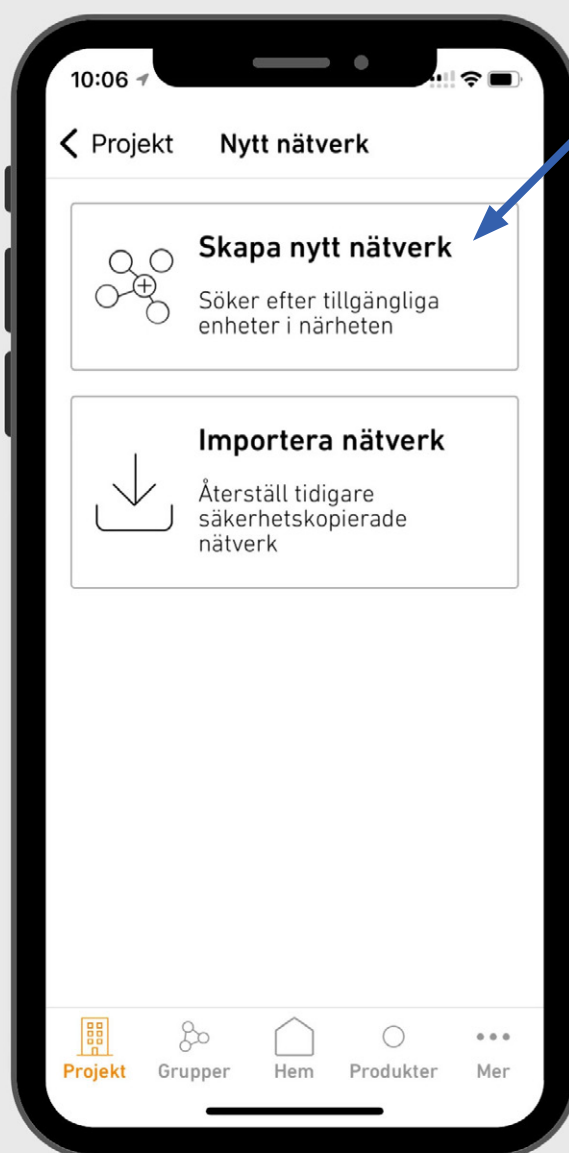 10:06
Projekt Nytt nätverk
Skapa nytt nätverk
Söker efter tillgängliga
enheter i närheten
Importera nätverk
Återställ tidigare
säkerhetskopierade
nätverk
Projekt Grupper Hem Produkter Mer